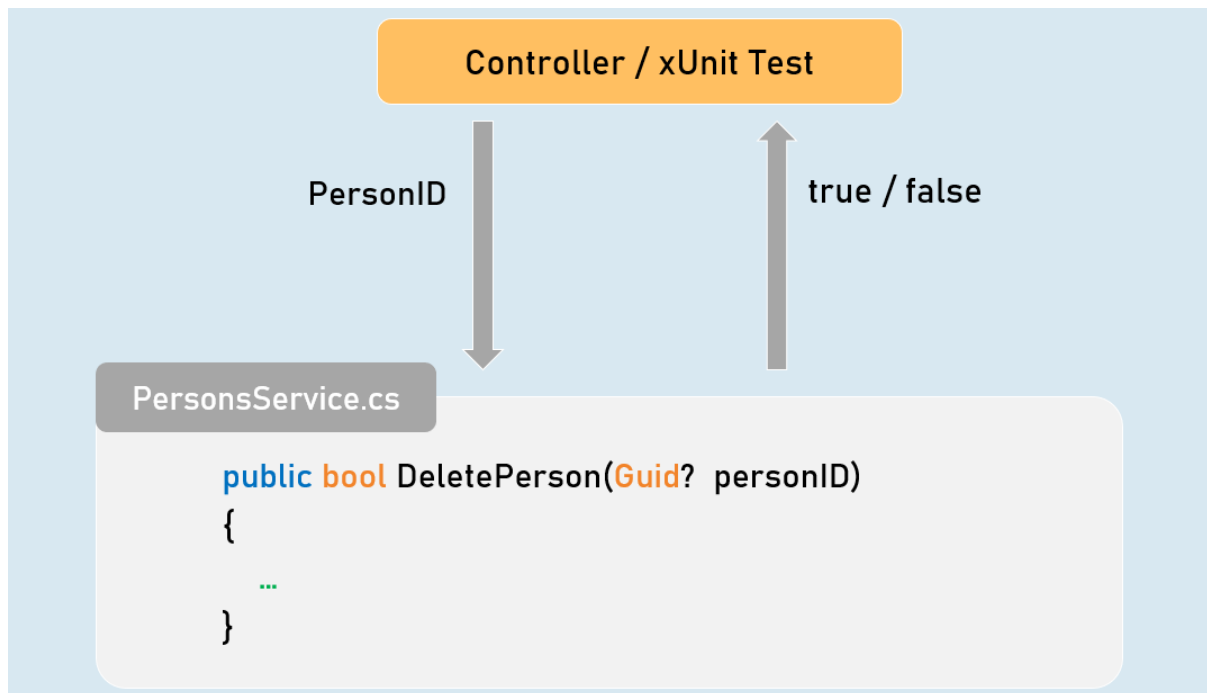 Controller / xUnit Test
PersonID
true / false
PersonsService.cs
public bool DeletePerson(Guid? personID)
{
...
}